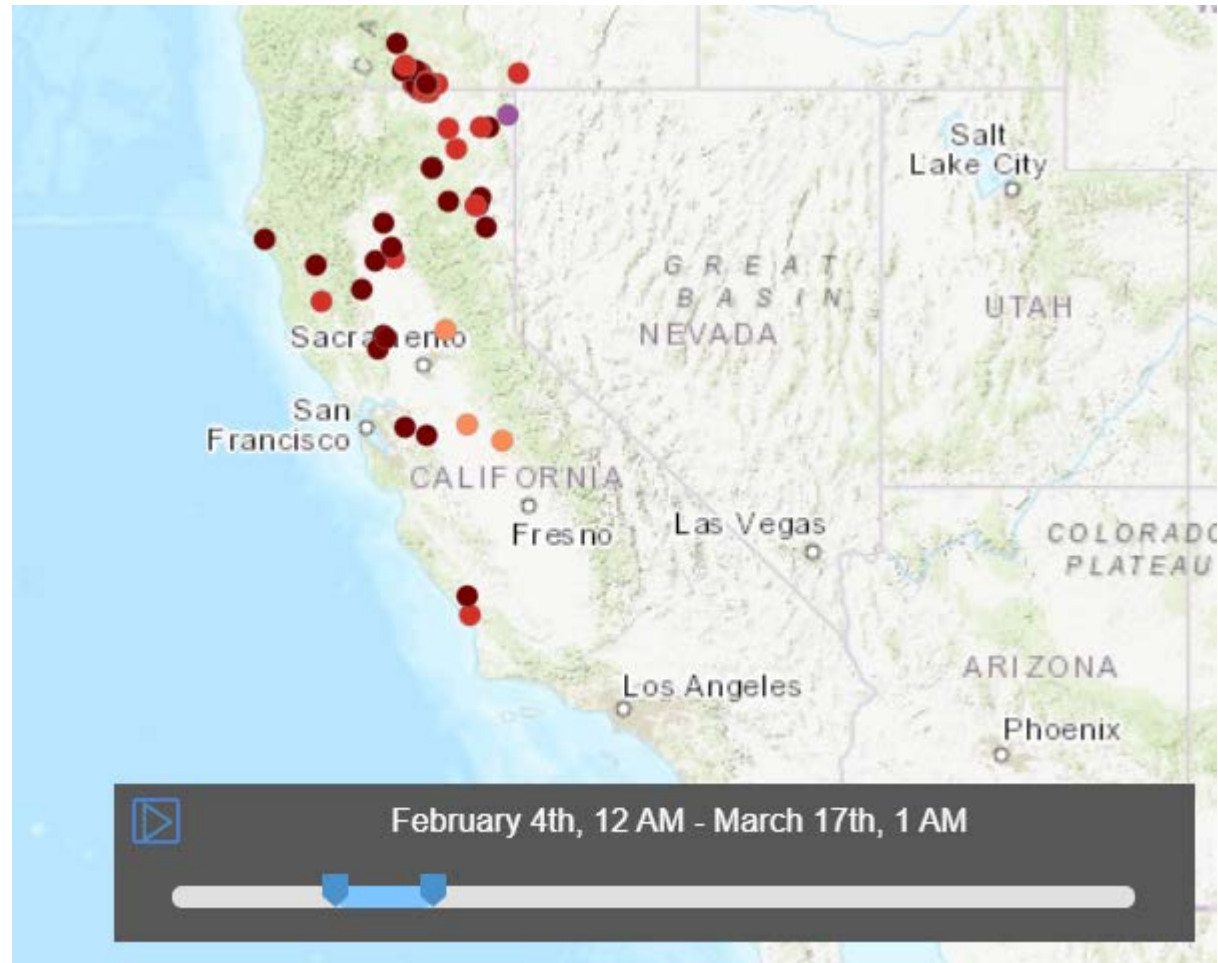 C A
Salt
Lake City
G R E A T
B A S I N
NEVADA
UTAH
Sacramento
San
Francisco
CALIFORNIA
Fresno
Las Vegas
COLORADO
PLATEAU
Los Angeles
ARIZONA
Phoenix
February 4th, 12 AM - March 17th, 1 AM